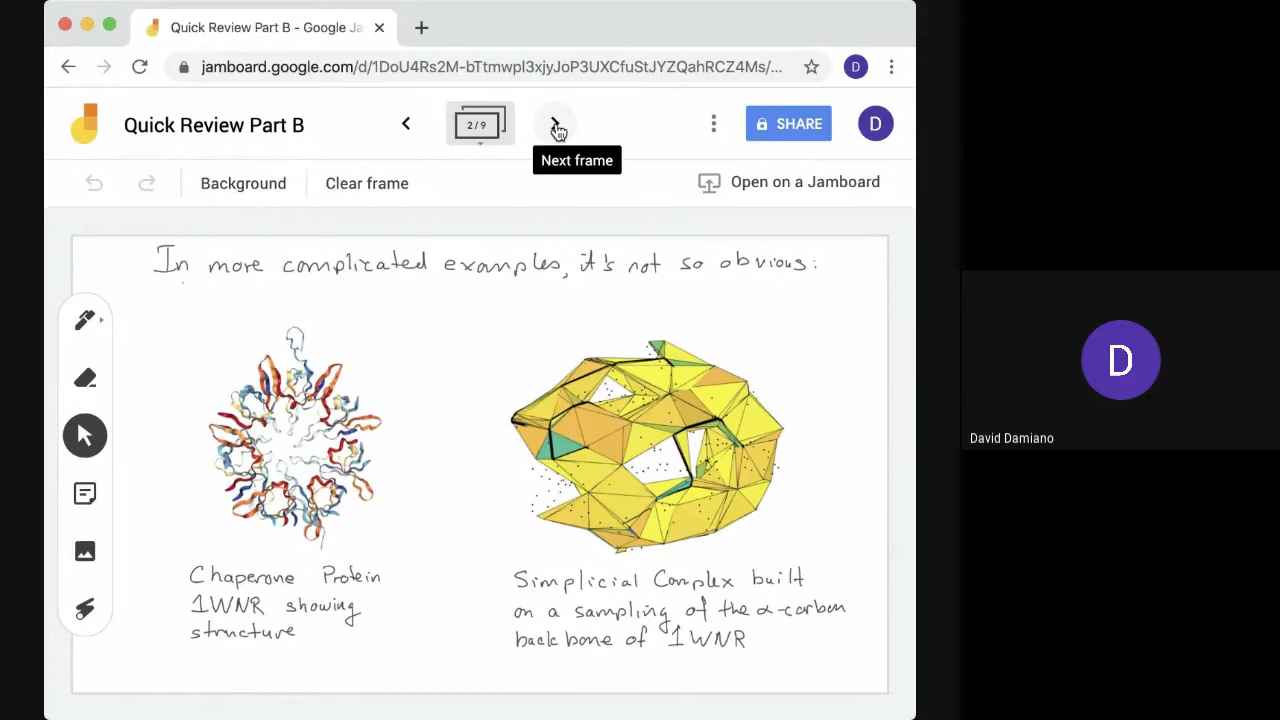 Quick Review Part B - Google Ja
jamboard.google.com/d/1DoU4Rs2M-bTtmwpl3xjyJoP3UXCfuStJYZQahRCZ4Ms/...
D
Quick Review Part B
2/9
SHARE
D
Next frame
Background
Clear frame
Open on a Jamboard
In more complicated examples, it's not so obvious:
Chaperone Protein
1WNR showing
structure
Simplicial Complex built
on a sampling of the α-carbon
backbone of 1WNR
D
David Damiano